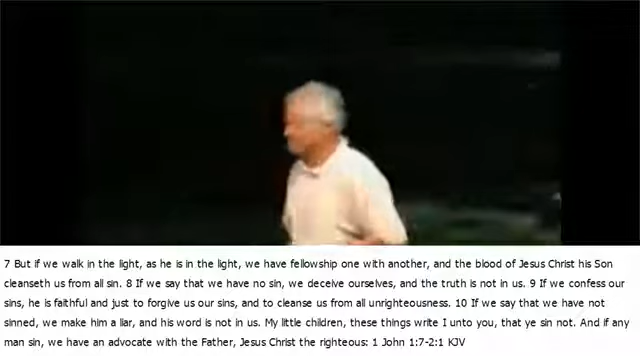 7 But if we walk in the light, as he is in the light, we have fellowship one with another, and the blood of Jesus Christ his Son
cleanseth us from all sin. 8 If we say that we have no sin, we deceive ourselves, and the truth is not in us. 9 If we confess our
sins, he is faithful and just to forgive us our sins, and to cleanse us from all unrighteousness. 10 If we say that we have not
sinned, we make him a liar, and his word is not in us. My little children, these things write I unto you, that ye sin not. And if any
man sin, we have an advocate with the Father, Jesus Christ the righteous: 1 John 1:7-2:1 KJV